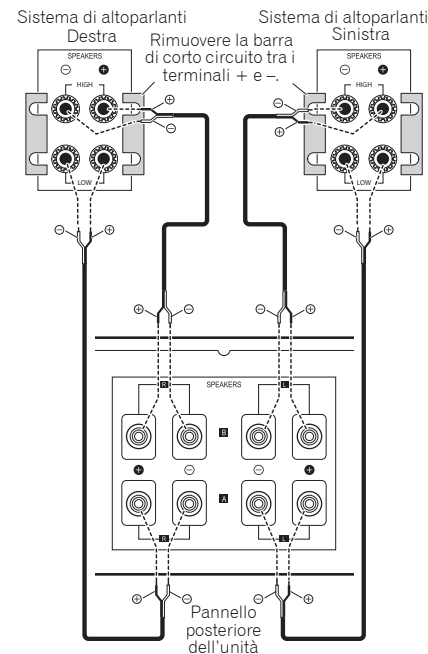 Sistema di altoparlanti
Destra
Sistema di altoparlanti
Sinistra
Rimuovere la barra
di corto circuito tra i
terminali + e –.
SPEAKERS
⊖ ⊕
HIGH
LOW
SPEAKERS
⊖ ⊕
HIGH
LOW
⊕
⊖
⊖
⊕
⊖ ⊕
⊖ ⊕
⊕ ⊖
⊖ ⊕
R SPEAKERS L
B
⊕ ⊖ ⊖ ⊕
A
R L
⊕ ⊖
⊖ ⊕
Pannello
posteriore
dell'unità